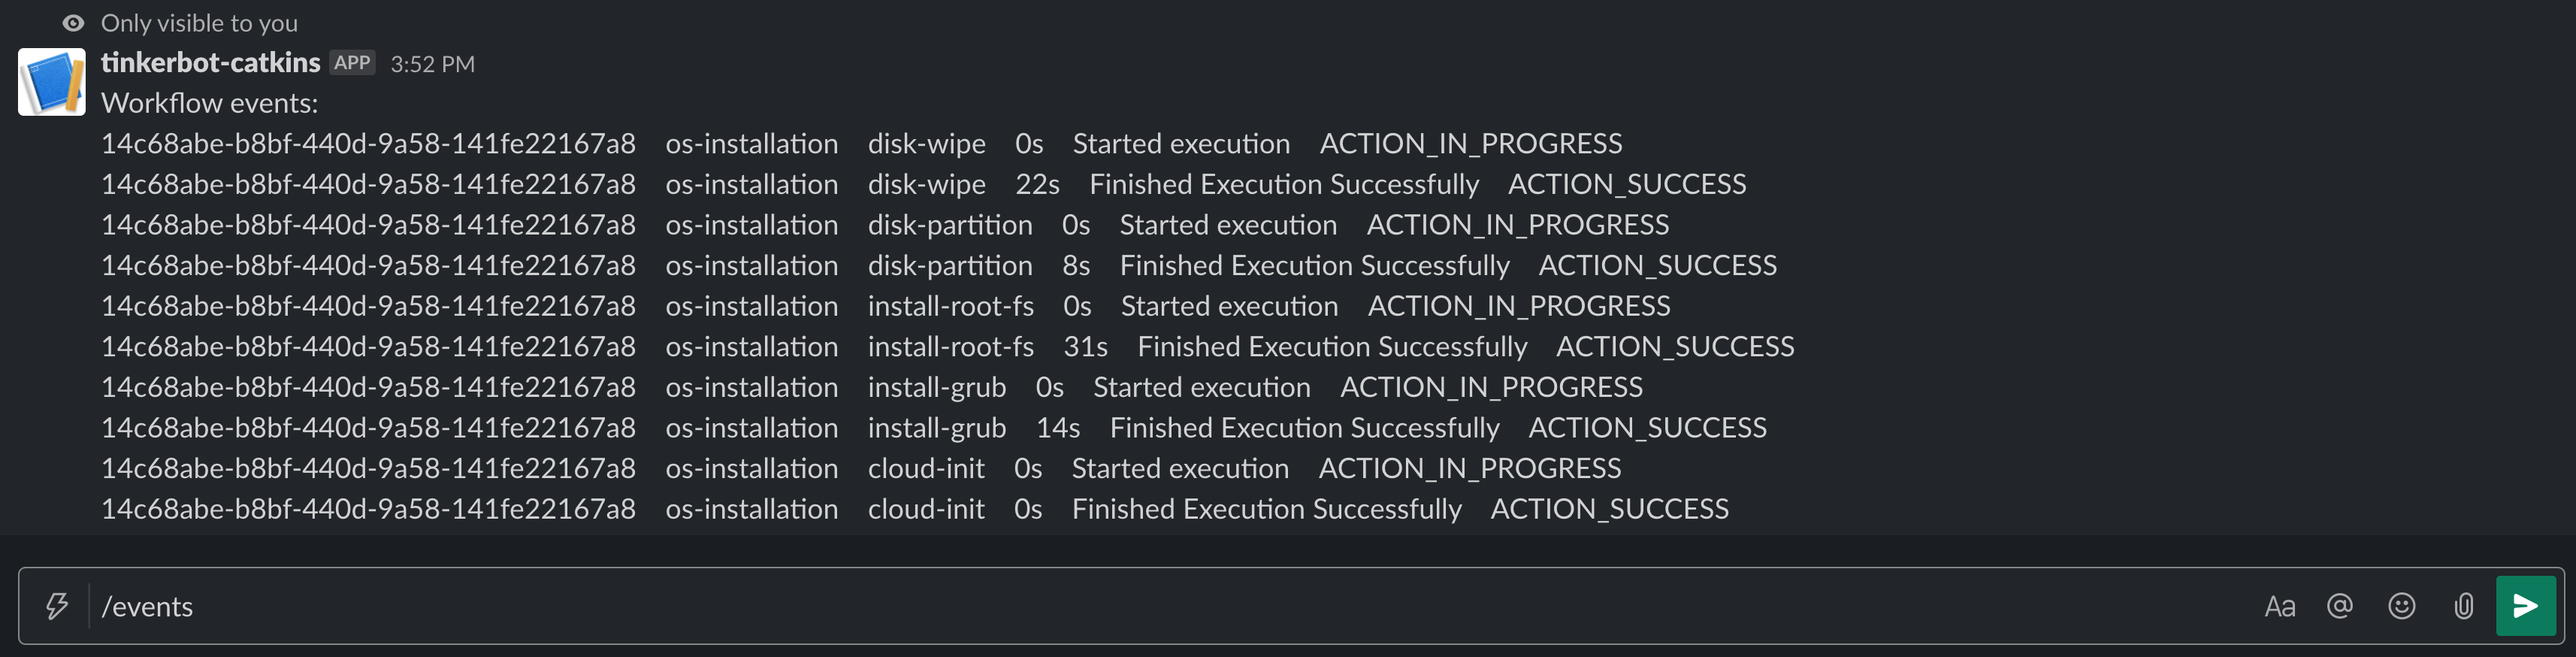 Only visible to you
tinkerbot-catkins APP 3:52 PM
Workflow events:
14c68abe-b8bf-440d-9a58-141fe22167a8 os-installation disk-wipe 0s Started execution ACTION_IN_PROGRESS
14c68abe-b8bf-440d-9a58-141fe22167a8 os-installation disk-wipe 22s Finished Execution Successfully ACTION_SUCCESS
14c68abe-b8bf-440d-9a58-141fe22167a8 os-installation disk-partition 0s Started execution ACTION_IN_PROGRESS
14c68abe-b8bf-440d-9a58-141fe22167a8 os-installation disk-partition 8s Finished Execution Successfully ACTION_SUCCESS
14c68abe-b8bf-440d-9a58-141fe22167a8 os-installation install-root-fs 0s Started execution ACTION_IN_PROGRESS
14c68abe-b8bf-440d-9a58-141fe22167a8 os-installation install-root-fs 31s Finished Execution Successfully ACTION_SUCCESS
14c68abe-b8bf-440d-9a58-141fe22167a8 os-installation install-grub 0s Started execution ACTION_IN_PROGRESS
14c68abe-b8bf-440d-9a58-141fe22167a8 os-installation install-grub 14s Finished Execution Successfully ACTION_SUCCESS
14c68abe-b8bf-440d-9a58-141fe22167a8 os-installation cloud-init 0s Started execution ACTION_IN_PROGRESS
14c68abe-b8bf-440d-9a58-141fe22167a8 os-installation cloud-init 0s Finished Execution Successfully ACTION_SUCCESS
/events Aa @